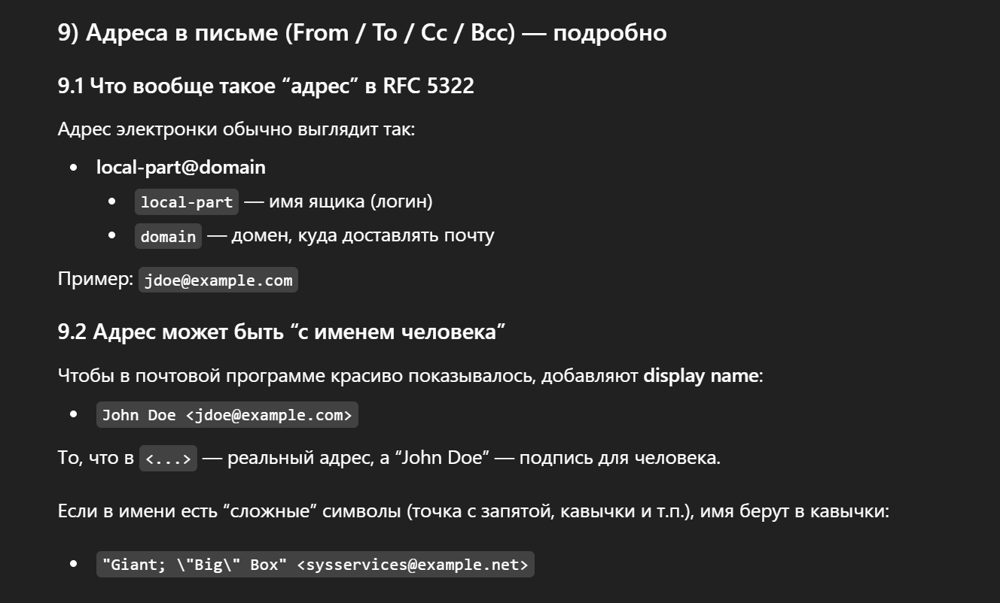 9) Адреса в письме (From / To / Cc / Bcc) — подробно
9.1 Что вообще такое “адрес” в RFC 5322
Адрес электронки обычно выглядит так:
• local-part@domain
• local-part — имя ящика (логин)
• domain — домен, куда доставлять почту
Пример: jdoe@example.com
9.2 Адрес может быть “с именем человека”
Чтобы в почтовой программе красиво показывалось, добавляют display name:
• John Doe <jdoe@example.com>
То, что в <...> — реальный адрес, а “John Doe” — подпись для человека.
Если в имени есть “сложные” символы (точка с запятой, кавычки и т.п.), имя берут в кавычки:
• "Giant; \"Big\" Box" <sysservices@example.net>